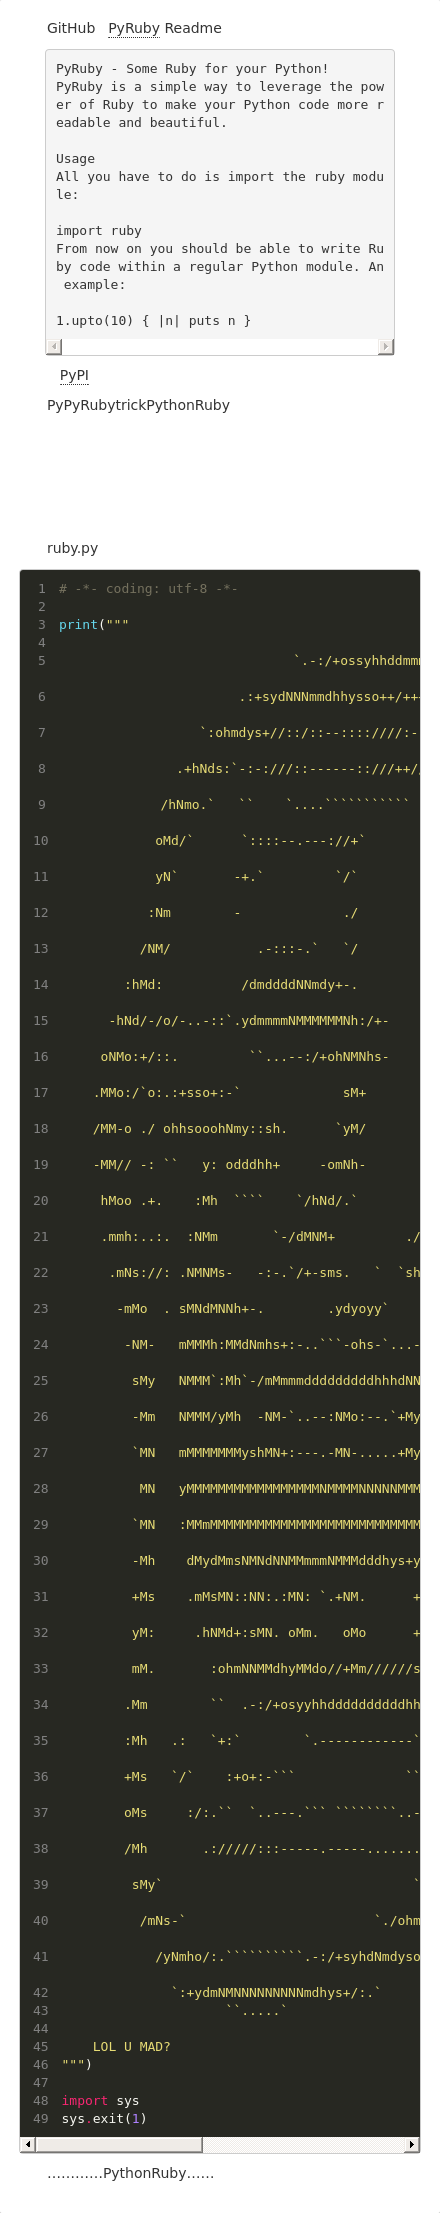 GitHub PyRuby Readme
PyRuby - Some Ruby for your Python!
PyRuby is a simple way to leverage the pow
er of Ruby to make your Python code more r
eadable and beautiful.
Usage
All you have to do is import the ruby modu
le:
import ruby
From now on you should be able to write Ru
by code within a regular Python module. An
 example:
1.upto(10) { |n| puts n }
PyPI
PyPyRubytrickPythonRuby
ruby.py
1 # -*- coding: utf-8 -*-
2
3 print("""
4
5                               `.-:/+ossyhhddmmm
6                        .:+sydNNNmmdhhysso++/+++
7                   `:ohmdys+//::/::--::::////:-
8                .+hNds:`-:-:///::------::///++//
9              /hNmo.`   ``    `....```````````
10             oMd/`      `::::--.---://+`
11             yN`       -+.`         `/`
12            :Nm        -             ./
13           /NM/           .-:::-.`   `/
14         :hMd:          /dmddddNNmdy+-.
15       -hNd/-/o/-..-::`.ydmmmmNMMMMMMNh:/+-
16      oNMo:+/::.         ``...--:/+ohNMNhs-
17     .MMo:/`o:.:+sso+:-`             sM+
18     /MM-o ./ ohhsooohNmy::sh.      `yM/
19     -MM// -: ``   y: odddhh+     -omNh-
20      hMoo .+.    :Mh  ````    `/hNd/.`
21      .mmh:..:.  :NMm       `-/dMNM+         ./
22       .mNs://: .NMNMs-   -:-.`/+-sms.   `  `sh
23        -mMo  . sMNdMNNh+-.        .ydyoyy`
24         -NM-   mMMMh:MMdNmhs+:-..```-ohs-`...-
25          sMy   NMMM`:Mh`-/mMmmmdddddddddhhhdNN
26          -Mm   NMMM/yMh  -NM-`..--:NMo:--.`+My
27          `MN   mMMMMMMMyshMN+:---.-MN-.....+My
28           MN   yMMMMMMMMMMMMMMMMMNMMMMNNNNNMMM
29          `MN   :MMmMMMMMMMMMMMMMMMMMMMMMMMMMMM
30          -Mh    dMydMmsNMNdNNMMmmmNMMMdddhys+y
31          +Ms    .mMsMN::NN:.:MN: `.+NM.      +
32          yM:     .hNMd+:sMN. oMm.   oMo      +
33          mM.       :ohmNNMMdhyMMdo//+Mm//////s
34         .Mm        ``  .-:/+osyyhhddddddddddhh
35         :Mh   .:   `+:`        `.------------`
36         +Ms   `/`    :+o+:-```              ``
37         oMs     :/:.``  `..---.``` ````````..-
38         /Mh       .://///:::-----.-----.......
39          sMy`                                `
40           /mNs-`                        `./ohm
41             /yNmho/:.``````````.-:/+syhdNmdyso
42               `:+ydmNMNNNNNNNNNmdhys+/:.`
43                      ``.....`
44
45     LOL U MAD?
46 """)
47
48 import sys
49 sys.exit(1)
…………PythonRuby……